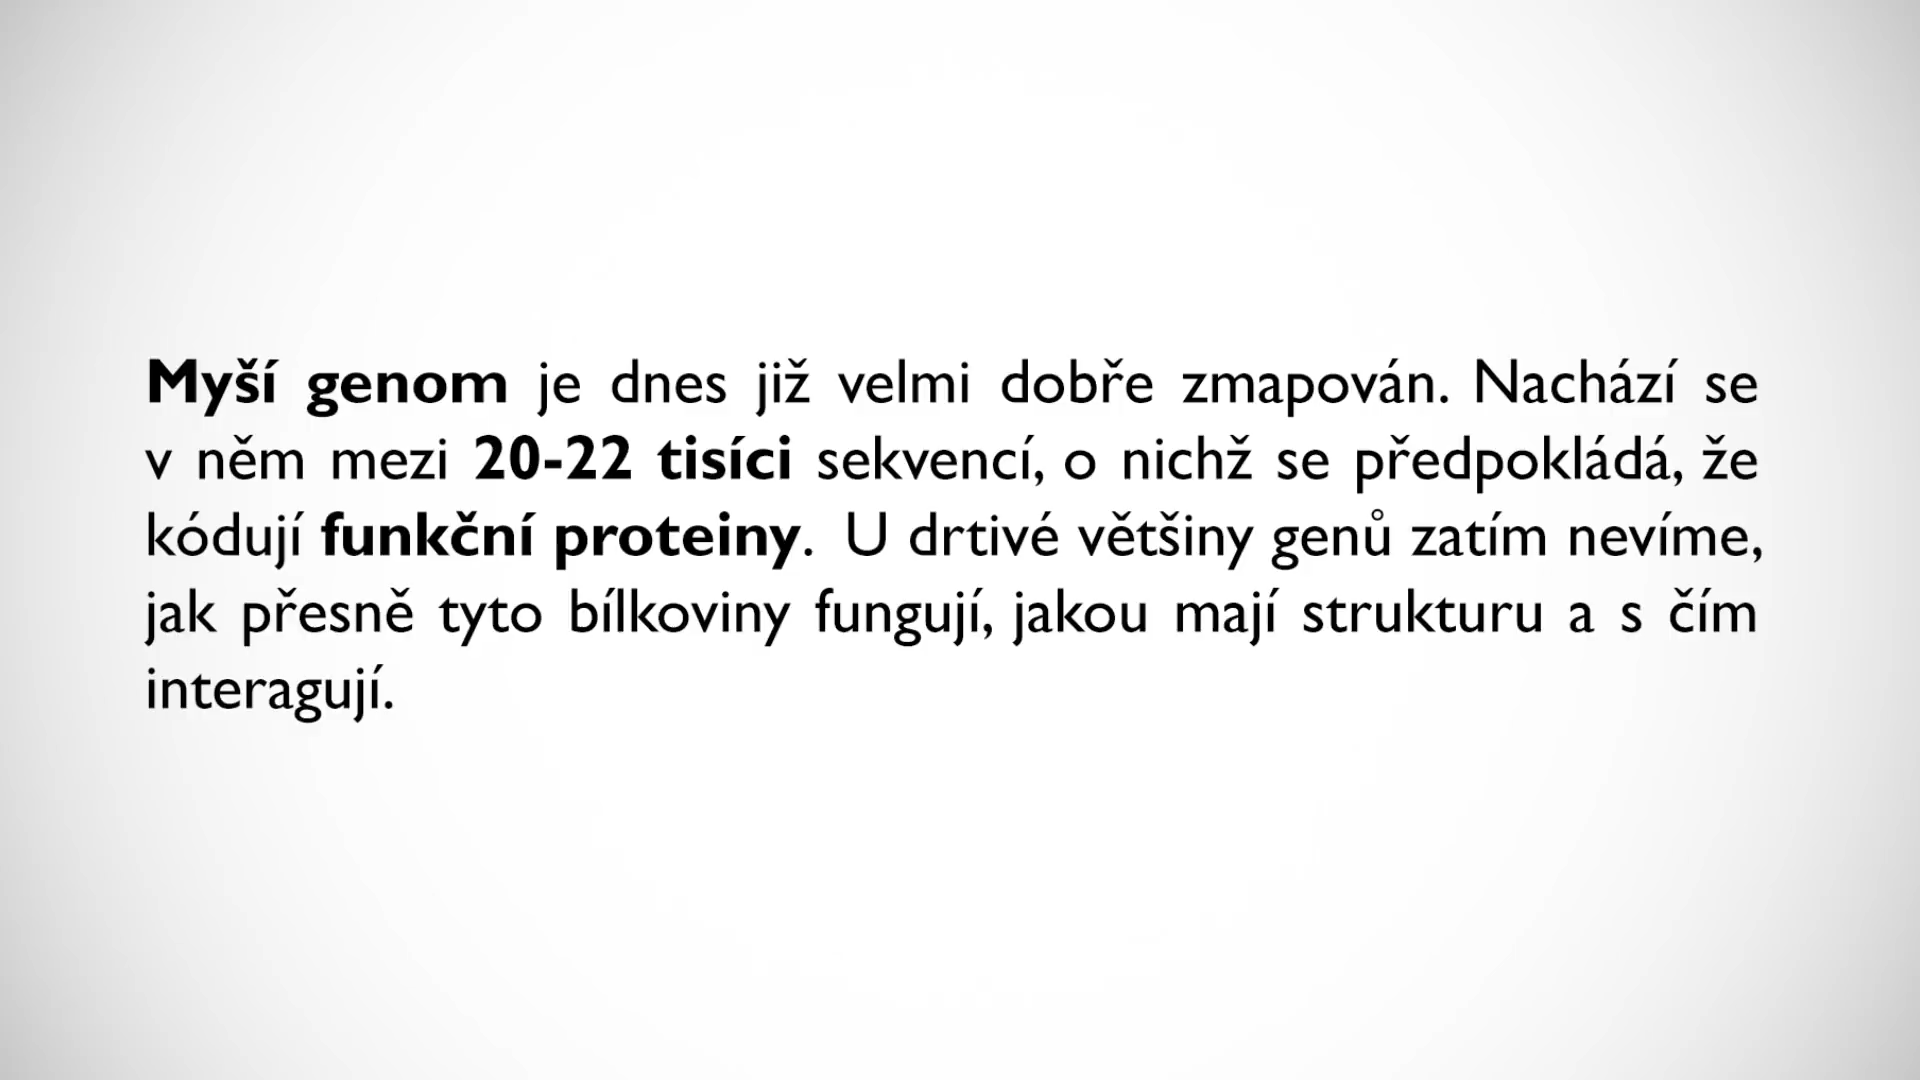 Myší genom je dnes již velmi dobře zmapován. Nachází se
v něm mezi 20-22 tisíci sekvencí, o nichž se předpokládá, že
kódují funkční proteiny.  U drtivé většiny genů zatím nevíme,
jak přesně tyto bílkoviny fungují, jakou mají strukturu a s čím
interagují.